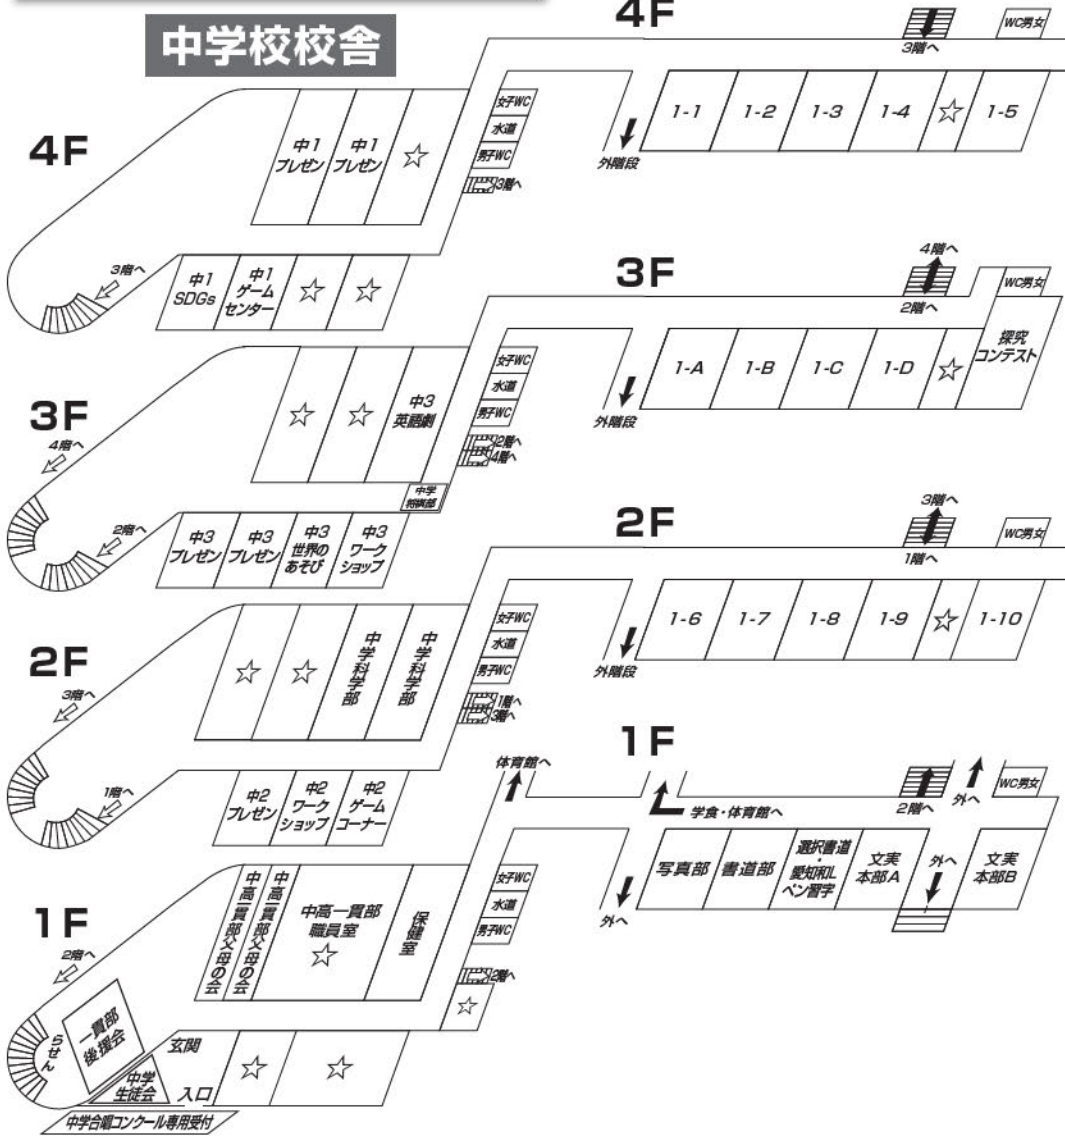 中学校校舎
4F
中1
プレゼン
中1
プレゼン
☆
女子WC
水道
男子WC
3階へ
3階へ
中1
SDGs
中1
ゲーム
センター
☆
☆
4F
3階へ
WC男女
外階段
1-1
1-2
1-3
1-4
☆
1-5
3F
4階へ
2階へ
☆
☆
中3
英語劇
女子WC
水道
男子WC
2階へ
4階へ
中学
将棋部
中3
プレゼン
中3
プレゼン
中3
世界の
あそび
中3
ワーク
ショップ
3F
4階へ
2階へ
WC男女
外階段
1-A
1-B
1-C
1-D
☆
探究
コンテスト
2F
3階へ
1階へ
☆
☆
中学科学部
中学科学部
女子WC
水道
男子WC
1階へ
3階へ
中2
プレゼン
中2
ワーク
ショップ
中2
ゲーム
コーナー
2F
3階へ
1階へ
WC男女
外階段
1-6
1-7
1-8
1-9
☆
1-10
1F
2階へ
中高一貫部父母の会
中高一貫部父母の会
中高一貫部
職員室
☆
保健室
体育館へ
女子WC
水道
男子WC
2階へ
☆
らせん
一貫部
後援会
玄関
中学
生徒会
入口
☆
☆
中学合唱コンクール専用受付
1F
学食・体育館へ
2階へ
外へ
WC男女
外へ
写真部
書道部
選択書道
・
愛知和L
ペン習字
文実
本部A
外へ
文実
本部B